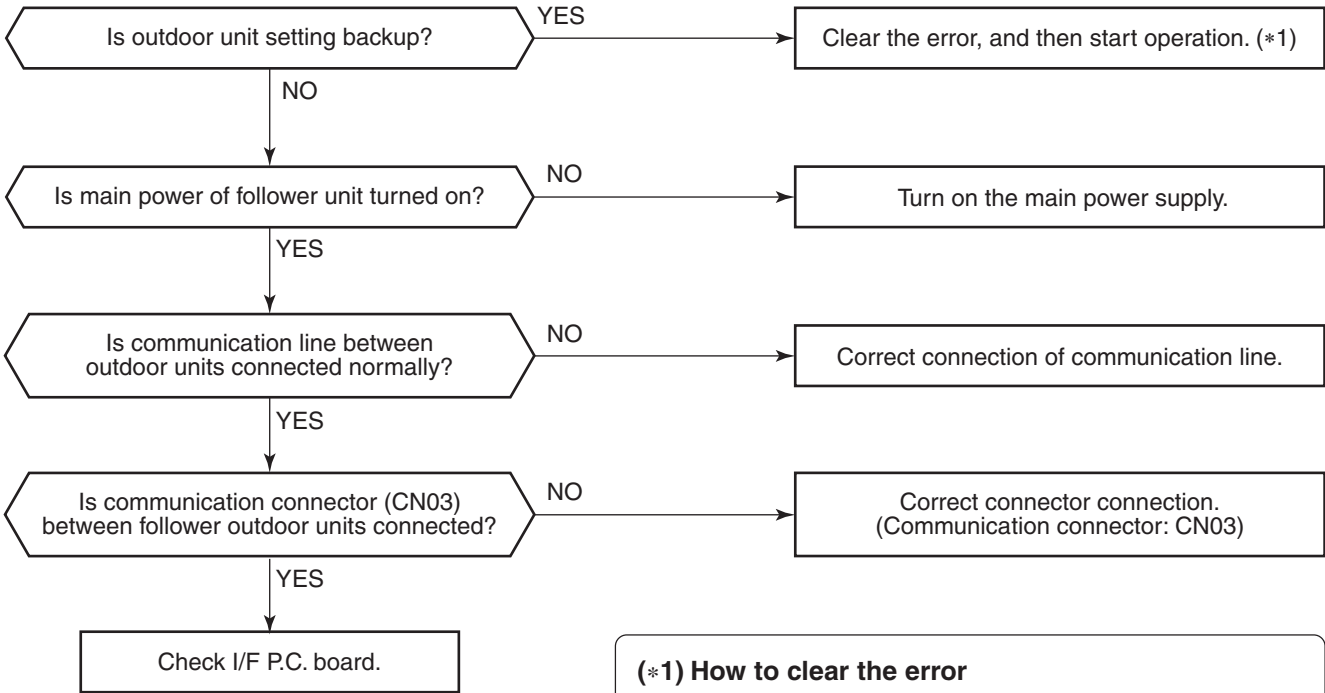 Is outdoor unit setting backup?
YES
Clear the error, and then start operation. (*1)
NO
Is main power of follower unit turned on?
NO
Turn on the main power supply.
YES
Is communication line between
outdoor units connected normally?
NO
Correct connection of communication line.
YES
Is communication connector (CN03)
between follower outdoor units connected?
NO
Correct connector connection.
(Communication connector: CN03)
YES
Check I/F P.C. board.
(*1) How to clear the error